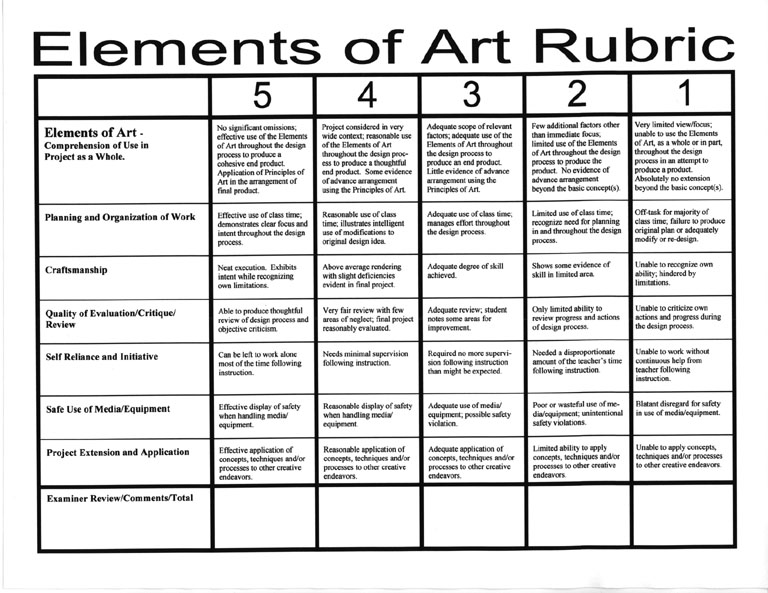 Elements of Art Rubric
5 4 3 2 1
Elements of Art -
Comprehension of Use in
Project as a Whole.
No significant omissions;
effective use of the Elements
of Art throughout the design
process to produce a
cohesive end product.
Application of Principles of
Art in the arrangement of
final product.
Project considered in very
wide context; reasonable use
of the Elements of Art
throughout the design proc-
ess to produce a thoughtful
end product. Some evidence
of advance arrangement
using the Principles of Art.
Adequate scope of relevant
factors; adequate use of the
Elements of Art throughout
the design process to
produce an end product.
Little evidence of advance
arrangement using the
Principles of Art.
Few additional factors other
than immediate focus;
limited use of the Elements
of Art throughout the design
process to produce the
product. No evidence of
advance arrangement
beyond the basic concept(s).
Very limited view/focus;
unable to use the Elements
of Art, as a whole or in part,
throughout the design
process in an attempt to
produce a product.
Absolutely no extension
beyond the basic concept(s).
Planning and Organization of Work
Effective use of class time;
demonstrates clear focus and
intent throughout the design
process.
Reasonable use of class
time; illustrates intelligent
use of modifications to
original design idea.
Adequate use of class time;
manages effort throughout
the design process.
Limited use of class time;
recognize need for planning
in and throughout the design
process.
Off-task for majority of
class time, failure to produce
original plan or adequately
modify or re-design.
Craftsmanship
Neat execution. Exhibits
intent while recognizing
own limitations.
Above average rendering
with slight deficiencies
evident in final project.
Adequate degree of skill
achieved.
Shows some evidence of
skill in limited area.
Unable to recognize own
ability; hindered by
limitations.
Quality of Evaluation/Critique/
Review
Able to produce thoughtful
review of design process and
objective criticism.
Very fair review with few
areas of neglect; final project
reasonably evaluated.
Adequate review; student
notes some areas for
improvement.
Only limited ability to
review progress and actions
of design process.
Unable to criticize own
actions and progress during
the design process.
Self Reliance and Initiative
Can be left to work alone
most of the time following
instruction.
Needs minimal supervision
following instruction.
Required no more supervi-
sion following instruction
than might be expected.
Needed a disproportionate
amount of the teacher's time
following instruction.
Unable to work without
continuous help from
teacher following
instruction.
Safe Use of Media/Equipment
Effective display of safety
when handling media/
equipment.
Reasonable display of safety
when handling media/
equipment.
Adequate use of media/
equipment; possible safety
violation.
Poor or wasteful use of me-
dia/equipment; unintentional
safety violations.
Blatant disregard for safety
in use of media/equipment.
Project Extension and Application
Effective application of
concepts, techniques and/or
processes to other creative
endeavors.
Reasonable application of
concepts, techniques and/or
processes to other creative
endeavors.
Adequate application of
concepts, techniques and/or
processes to other creative
endeavors.
Limited ability to apply
concepts, techniques and/or
processes to other creative
endeavors.
Unable to apply concepts,
techniques and/or processes
to other creative endeavors.
Examiner Review/Comments/Total